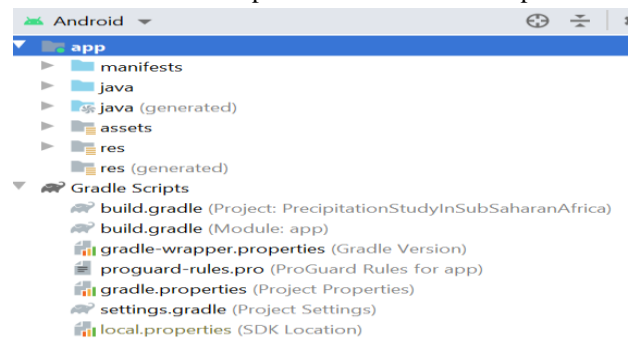 Android
app
manifests
java
java (generated)
assets
res
res (generated)
Gradle Scripts
build.gradle (Project: PrecipitationStudyInSubSaharanAfrica)
build.gradle (Module: app)
gradle-wrapper.properties (Gradle Version)
proguard-rules.pro (ProGuard Rules for app)
gradle.properties (Project Properties)
settings.gradle (Project Settings)
local.properties (SDK Location)